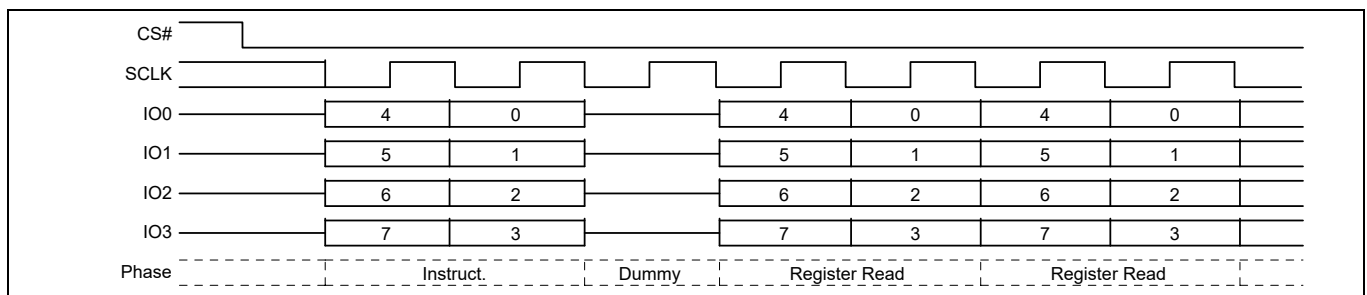 CS#
SCLK
IO0 4 0 4 0 4 0
IO1 5 1 5 1 5 1
IO2 6 2 6 2 6 2
IO3 7 3 7 3 7 3
Phase Instruct. Dummy Register Read Register Read